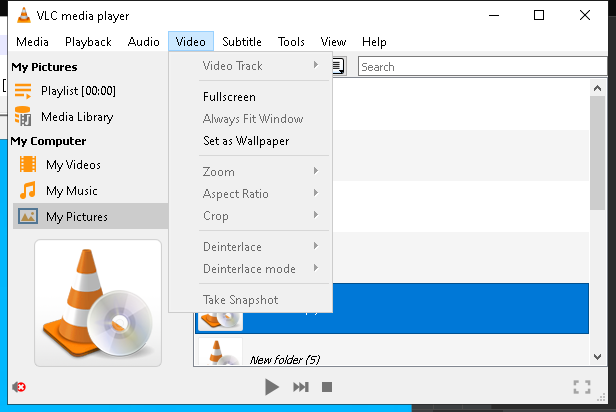 VLC media player
Media Playback Audio Video Subtitle Tools View Help
My Pictures
Playlist [00:00]
Media Library
My Computer
My Videos
My Music
My Pictures
Video Track
Fullscreen
Always Fit Window
Set as Wallpaper
Zoom
Aspect Ratio
Crop
Deinterlace
Deinterlace mode
Take Snapshot
Search
New folder (5)